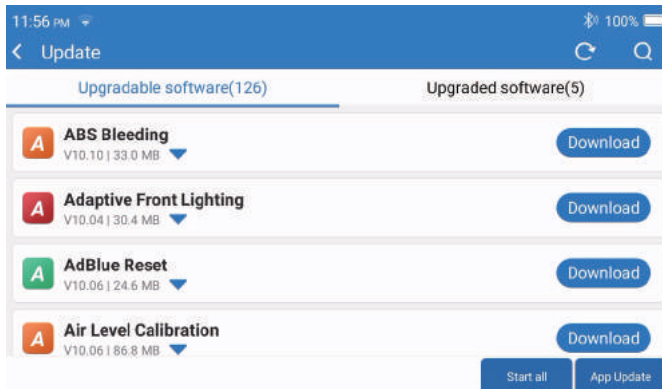 11:56 PM 100%
Update
Upgradable software(126) Upgraded software(5)
A ABS Bleeding
V10.10 | 33.0 MB
Download
A Adaptive Front Lighting
V10.04 | 30.4 MB
Download
A AdBlue Reset
V10.06 | 24.6 MB
Download
A Air Level Calibration
V10.06 | 86.8 MB
Download
Start all App Update